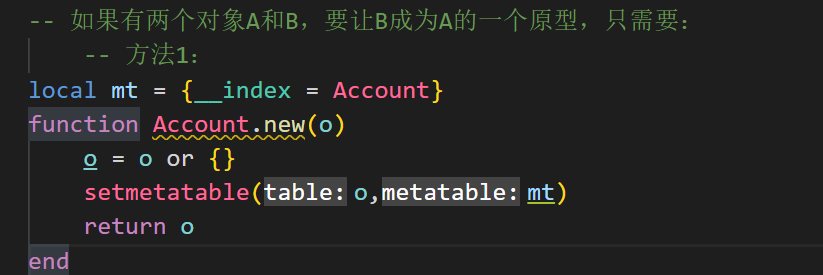 -- 如果有两个对象A和B，要让B成为A的一个原型，只需要：
-- 方法1：
local mt = {__index = Account}
function Account.new(o)
o = o or {}
setmetatable(table: o,metatable: mt)
return o
end